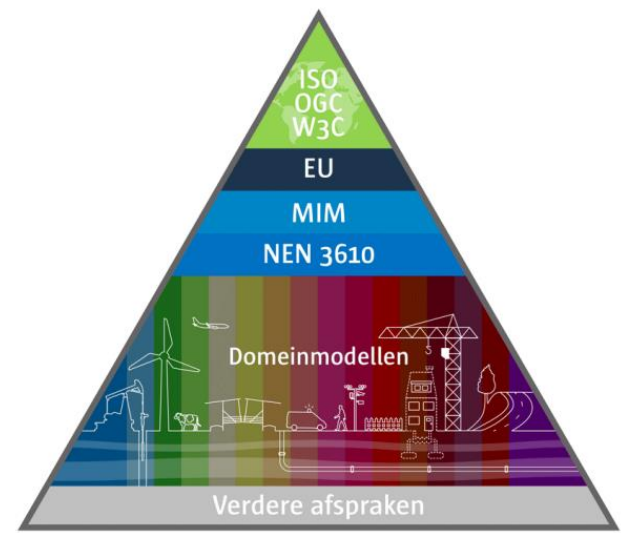 ISO
OGC
W3C
EU
MIM
NEN 3610
Domeinmodellen
Verdere afspraken